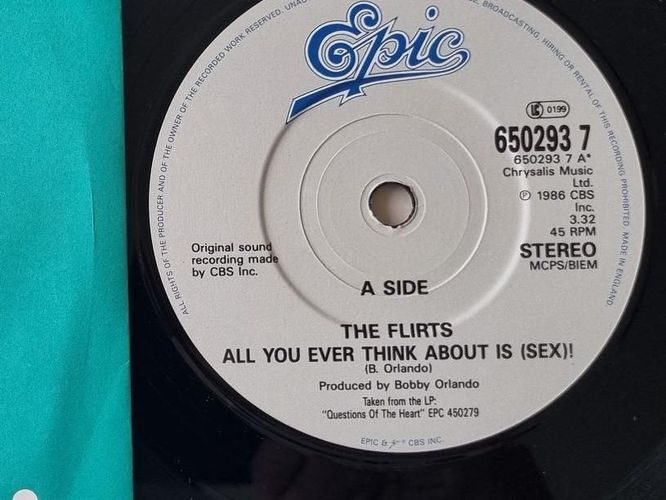 ALL RIGHTS OF THE PRODUCER AND OF THE OWNER OF THE RECORDED WORK RESERVED. UNAU
E, BROADCASTING, HIRING OR RENTAL OF THIS RECORDING PROHIBITED. MADE IN ENGLAND.
Epic
LC 0199
650293 7
650293 7 A*
Chrysalis Music
Ltd.
℗ 1986 CBS
Inc.
3.32
45 RPM
STEREO
MCPS/BIEM
Original sound
recording made
by CBS Inc.
A SIDE
THE FLIRTS
ALL YOU EVER THINK ABOUT IS (SEX)!
(B. Orlando)
Produced by Bobby Orlando
Taken from the LP:
"Questions Of The Heart" EPC 450279
EPIC & ® CBS INC.